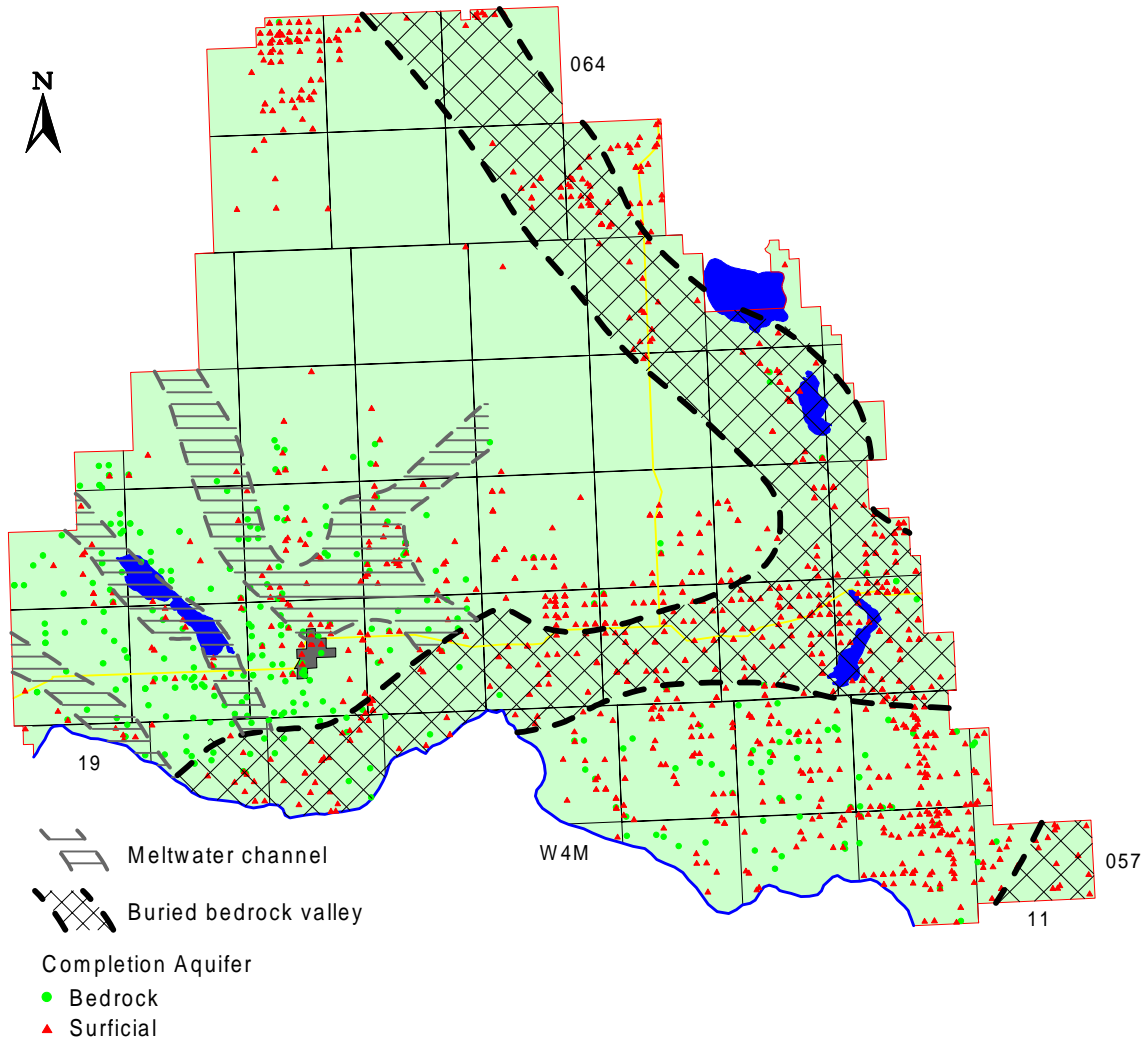 064
N
19
Meltwater channel
W4M
057
Buried bedrock valley
11
Completion Aquifer
Bedrock
Surficial